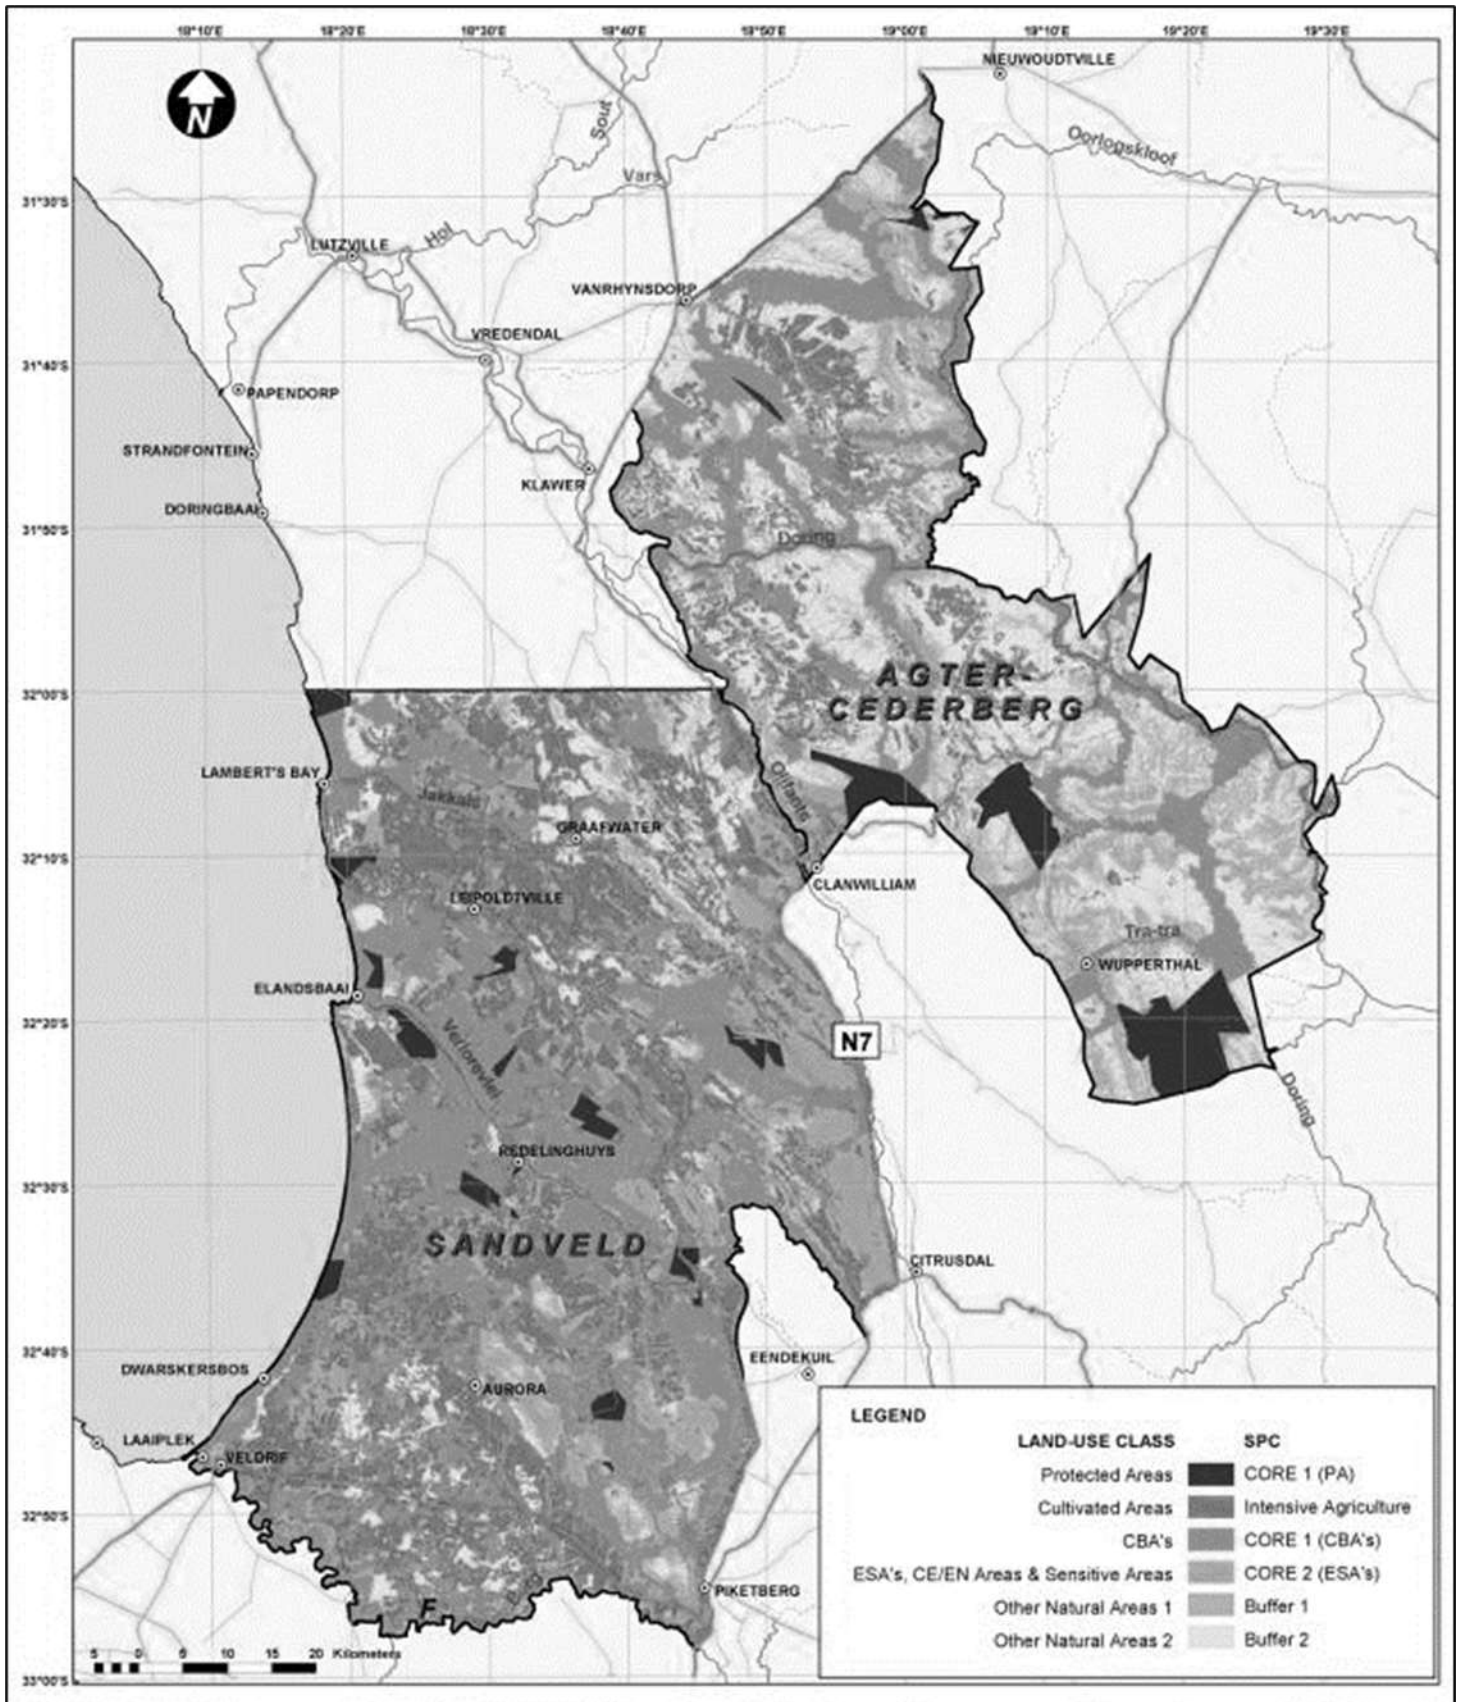 18°10'E 18°20'E 18°30'E 18°40'E 18°50'E 19°00'E 19°10'E 19°20'E 19°30'E
NIEUWOUDTVILLE
N
Sout
Oorlogskloof
Vars
31°30'S
Hol
LUTZVILLE
VANRHYNSDORP
VREDENDAL
31°40'S
PAPENDORP
STRANDFONTEIN
KLAWER
DORINGBAAI
31°50'S
Doring
AGTER-
CEDERBERG
32°00'S
LAMBERT'S BAY
Olifants
Jakkals
GRAAFWATER
32°10'S
CLANWILLIAM
LEIPOLDTVILLE
Tra-tra
WUPPERTHAL
ELANDSBAAI
32°20'S
Verlorevlei
N7
Doring
REDELINGHUYS
32°30'S
SANDVELD
CITRUSDAL
32°40'S
EENDEKUIL
DWARSKERSBOS
AURORA
LAAIPLEK
VELDRIF
32°50'S
PIKETBERG
LEGEND
LAND-USE CLASS SPC
Protected Areas CORE 1 (PA)
Cultivated Areas Intensive Agriculture
CBA's CORE 1 (CBA's)
ESA's, CE/EN Areas & Sensitive Areas CORE 2 (ESA's)
Other Natural Areas 1 Buffer 1
Other Natural Areas 2 Buffer 2
5 0 5 10 15 20 Kilometers
33°00'S